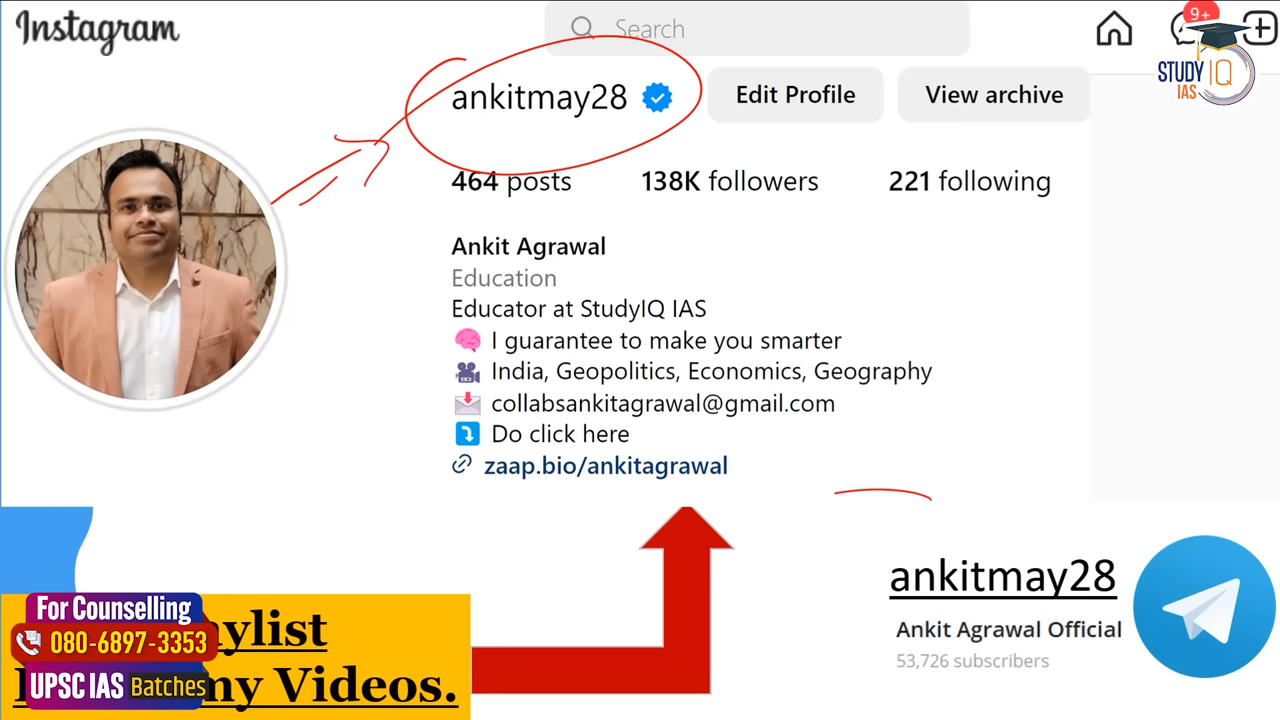 Instagram
Search
9+
STUDY IQ
IAS
ankitmay28
Edit Profile
View archive
464 posts
138K followers
221 following
Ankit Agrawal
Education
Educator at StudyIQ IAS
I guarantee to make you smarter
India, Geopolitics, Economics, Geography
collabsankitagrawal@gmail.com
Do click here
zaap.bio/ankitagrawal
ankitmay28
Ankit Agrawal Official
53,726 subscribers
For Counselling
080-6897-3353
UPSC IAS Batches
my Videos.